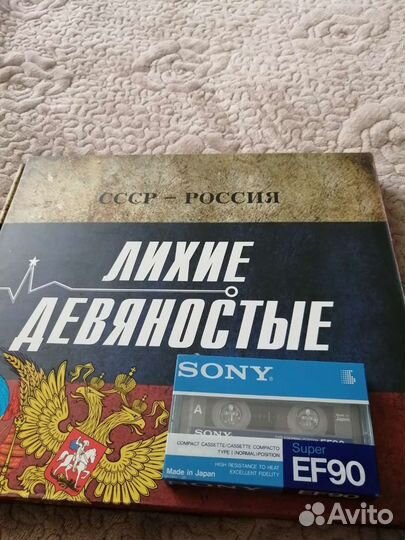 СССР – РОССИЯ
ЛИХИЕ
ДЕВЯНОСТЫЕ
SONY
A
SONY
EF90
COMPACT CASSETTE/CASSETTE COMPACTO
TYPE I (NORMAL) POSITION
Super
EF90
Made in Japan
HIGH RESISTANCE TO HEAT
EXCELLENT FIDELITY
EF90
Avito